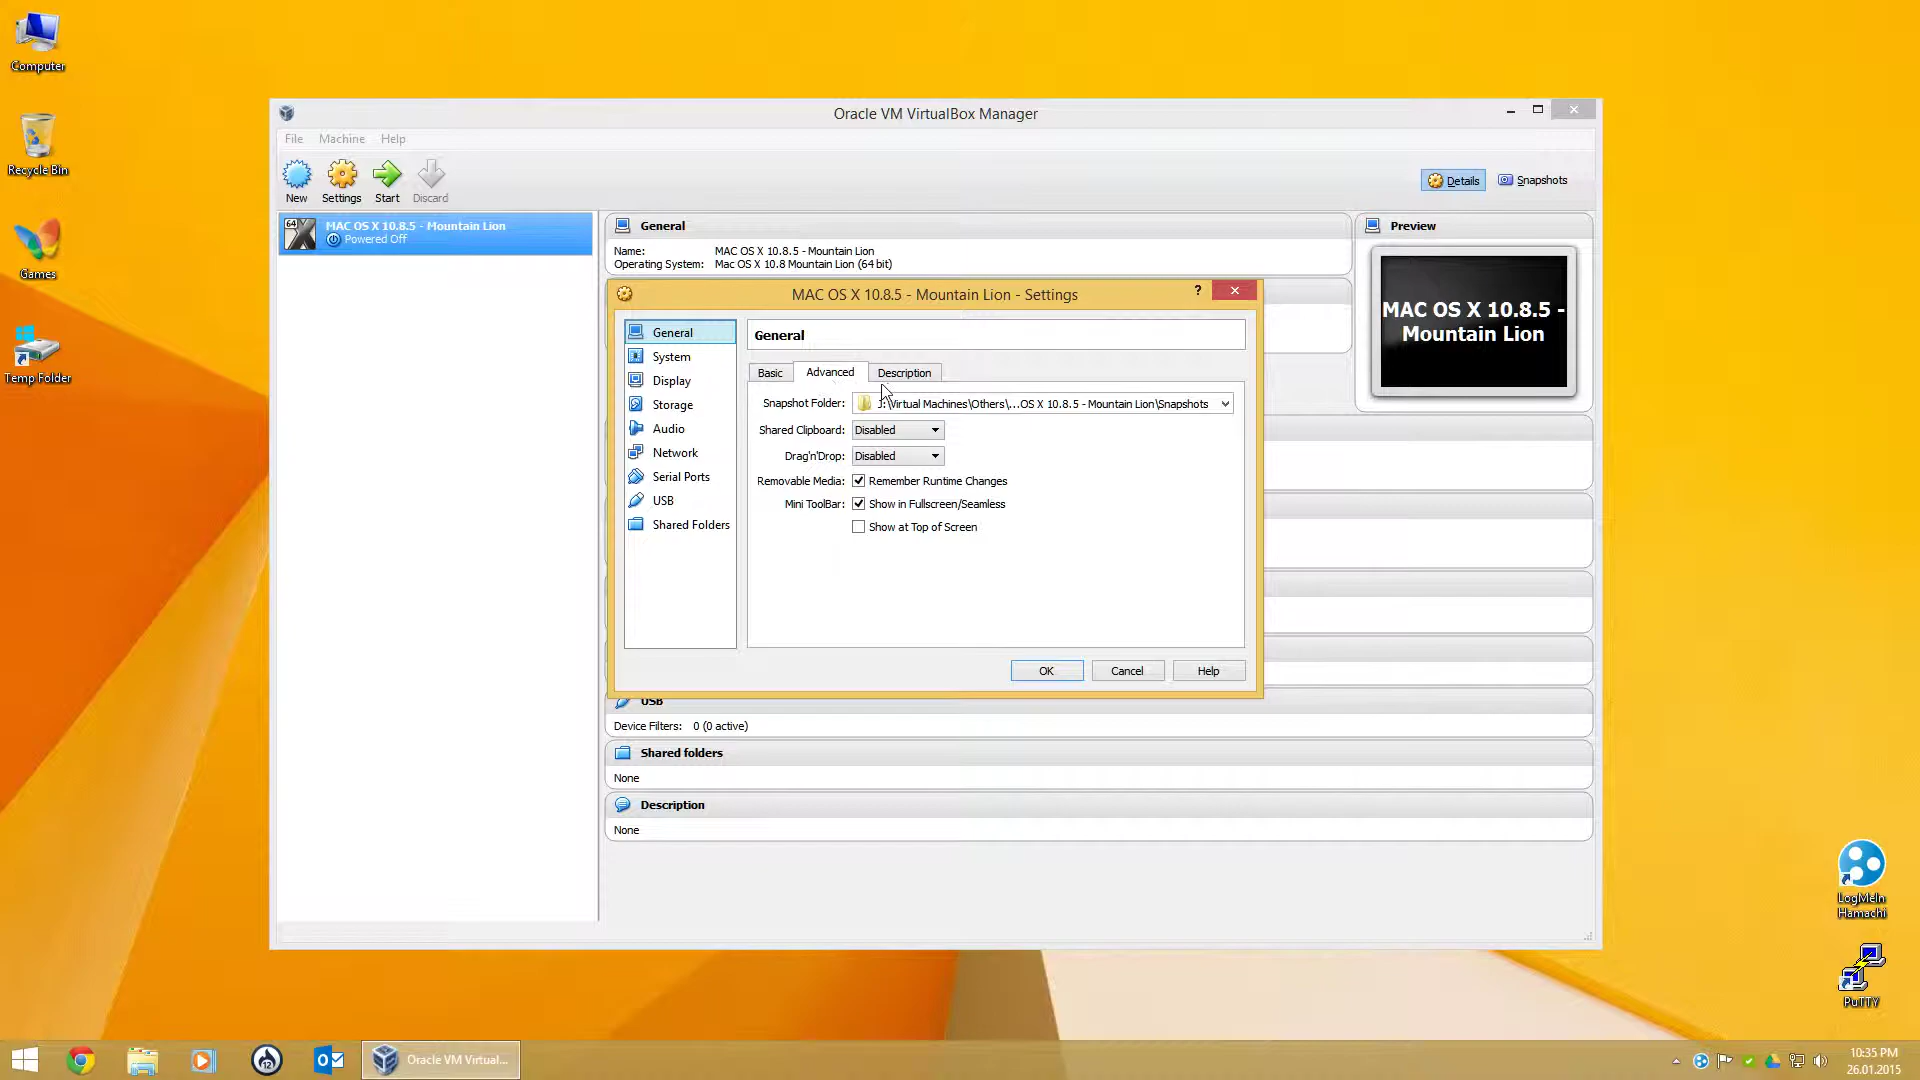 Computer
Recycle Bin
Games
Temp Folder
Oracle VM VirtualBox Manager
File Machine Help
New Settings Start Discard
Details Snapshots
64
MAC OS X 10.8.5 - Mountain Lion
Powered Off
General
Name: MAC OS X 10.8.5 - Mountain Lion
Operating System: Mac OS X 10.8 Mountain Lion (64 bit)
Preview
MAC OS X 10.8.5 -
Mountain Lion
MAC OS X 10.8.5 - Mountain Lion - Settings
?
General
System
Display
Storage
Audio
Network
Serial Ports
USB
Shared Folders
General
Basic Advanced Description
Snapshot Folder: J:\Virtual Machines\Others\...OS X 10.8.5 - Mountain Lion\Snapshots
Shared Clipboard: Disabled
Drag'n'Drop: Disabled
Removable Media: Remember Runtime Changes
Mini ToolBar: Show in Fullscreen/Seamless
Show at Top of Screen
OK Cancel Help
USB
Device Filters: 0 (0 active)
Shared folders
None
Description
None
LogMeIn
Hamachi
PuTTY
12
Oracle VM Virtual...
10:35 PM
26.01.2015